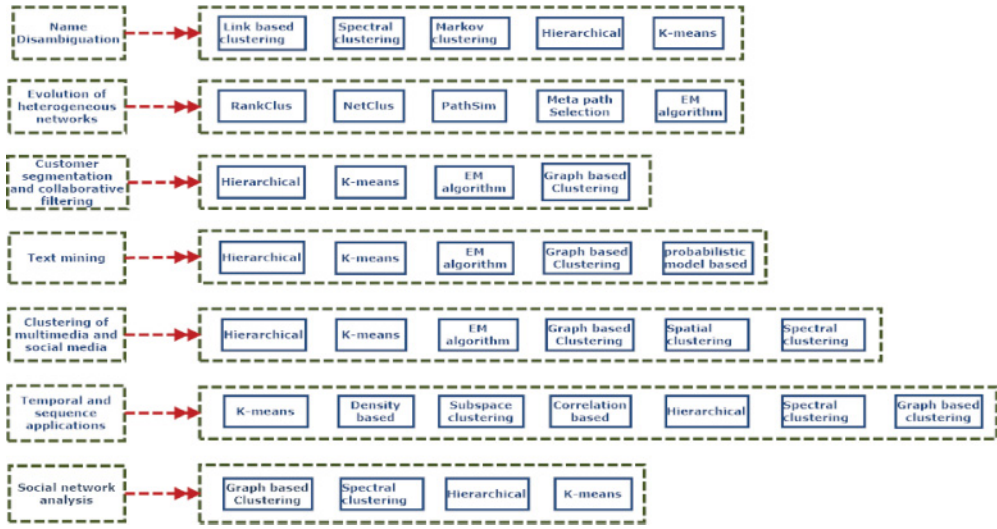 Name
Disambiguation
Link based
clustering
Spectral
clustering
Markov
clustering
Hierarchical
K-means
Evolution of
heterogeneous
networks
RankClus
NetClus
PathSim
Meta path
Selection
EM
algorithm
Customer
segmentation
and collaborative
filtering
Hierarchical
K-means
EM
algorithm
Graph based
Clustering
Text mining
Hierarchical
K-means
EM
algorithm
Graph based
Clustering
probabilistic
model based
Clustering of
multimedia and
social media
Hierarchical
K-means
EM
algorithm
Graph based
Clustering
Spatial
clustering
Spectral
clustering
Temporal and
sequence
applications
K-means
Density
based
Subspace
clustering
Correlation
based
Hierarchical
Spectral
clustering
Graph based
clustering
Social network
analysis
Graph based
Clustering
Spectral
clustering
Hierarchical
K-means